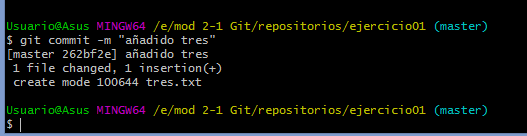 Usuario@Asus MINGW64 /e/mod 2-1 Git/repositorios/ejercicio01 (master)
$ git commit -m "añadido tres"
[master 262bf2e] añadido tres
 1 file changed, 1 insertion(+)
 create mode 100644 tres.txt
Usuario@Asus MINGW64 /e/mod 2-1 Git/repositorios/ejercicio01 (master)
$